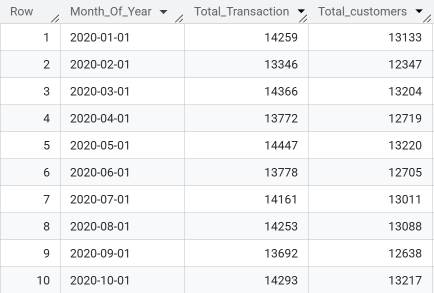 Row Month_Of_Year Total_Transaction Total_customers
1 2020-01-01 14259 13133
2 2020-02-01 13346 12347
3 2020-03-01 14366 13204
4 2020-04-01 13772 12719
5 2020-05-01 14447 13220
6 2020-06-01 13778 12705
7 2020-07-01 14161 13011
8 2020-08-01 14253 13088
9 2020-09-01 13692 12638
10 2020-10-01 14293 13217